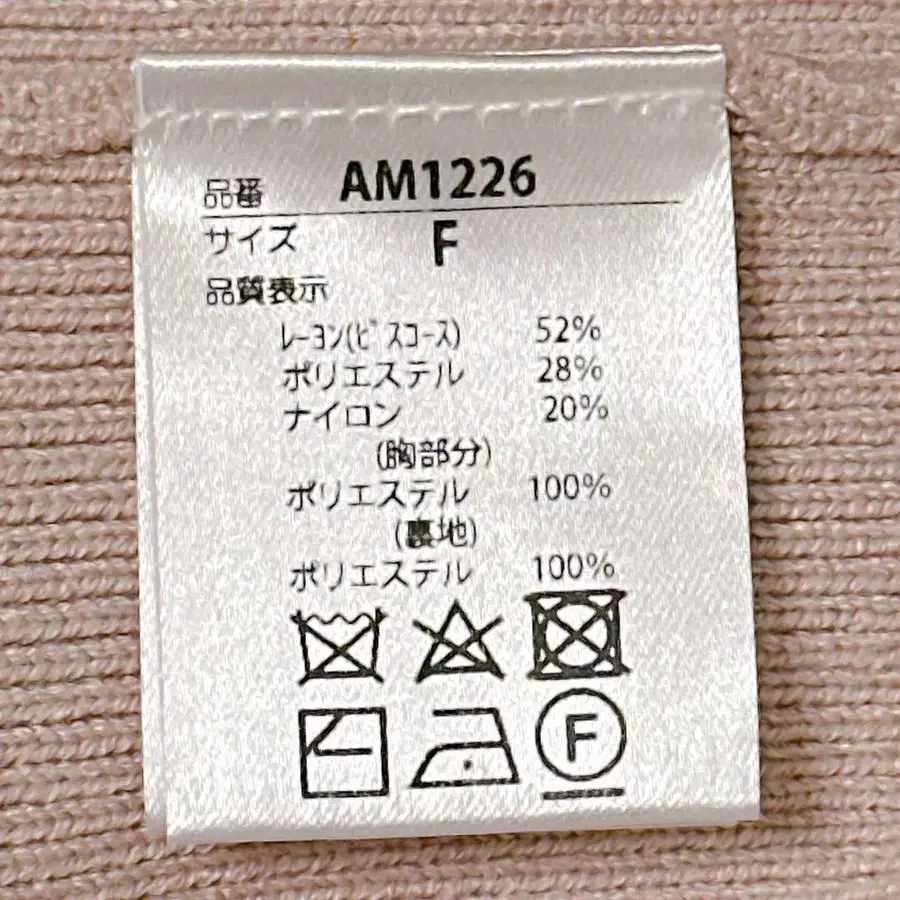 品番 AM1226
サイズ F
品質表示
ﾚｰﾖﾝ(ﾋﾞｽｺｰｽ) 52%
ポリエステル 28%
ナイロン 20%
(胸部分)
ポリエステル 100%
(裏地)
ポリエステル 100%
F